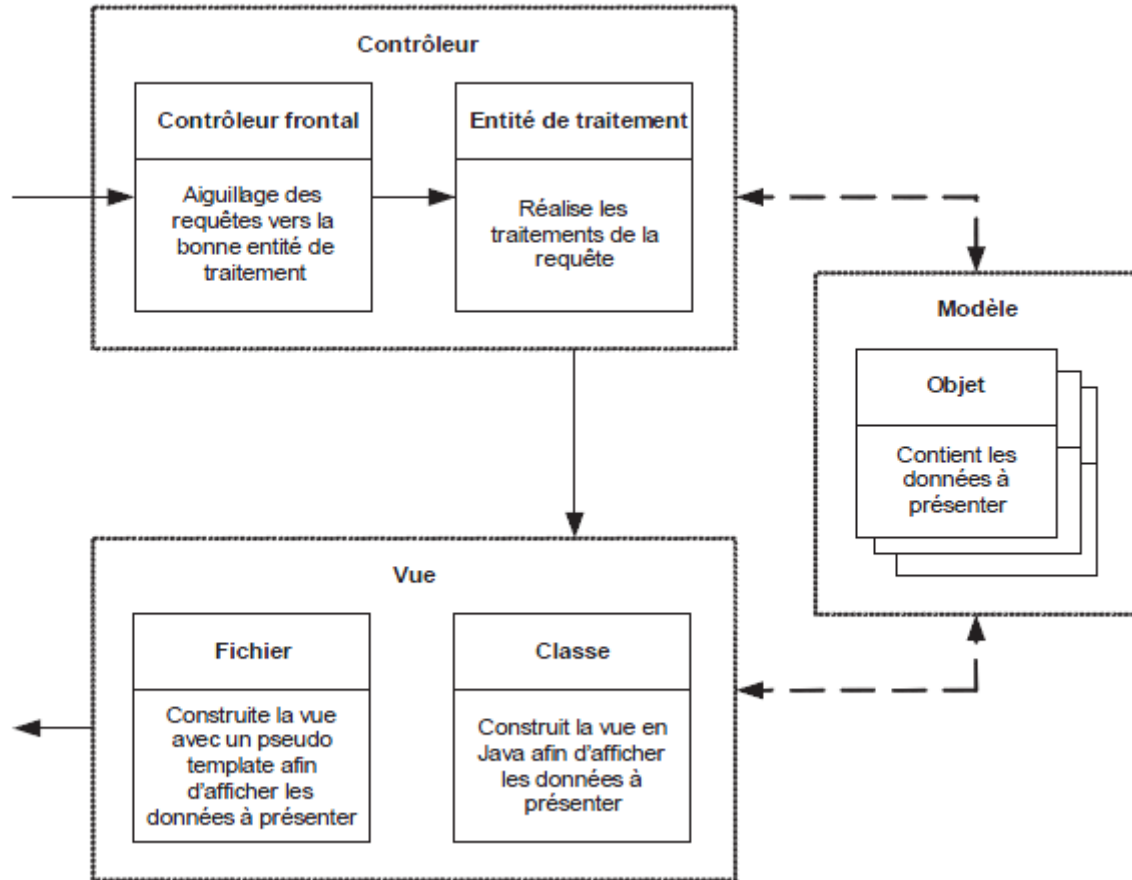 Contrôleur
Contrôleur frontal
Aiguillage des
requêtes vers la
bonne entité de
traitement
Entité de traitement
Réalise les
traitements de la
requête
Modèle
Objet
Contient les
données à
présenter
Vue
Fichier
Construite la vue
avec un pseudo
template afin
d'afficher les
données à présenter
Classe
Construit la vue en
Java afin d'afficher
les données à
présenter